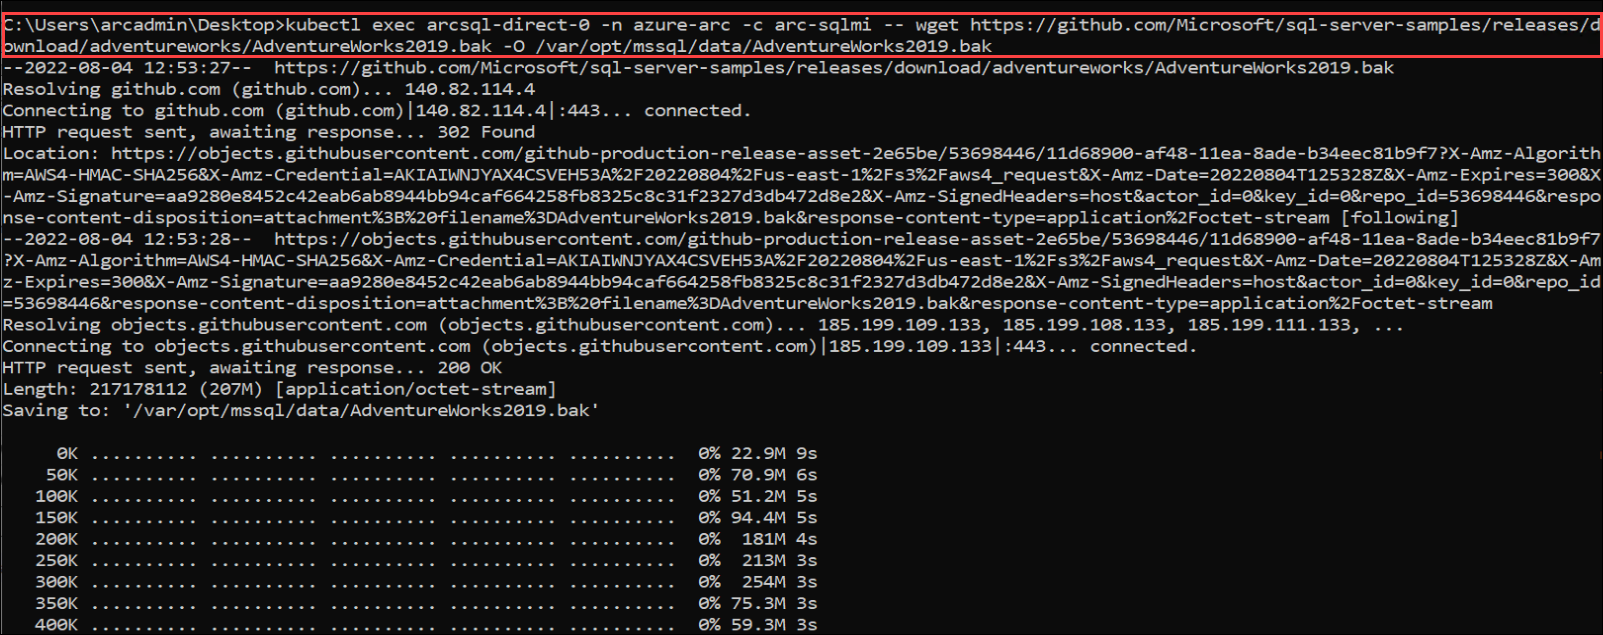 C:\Users\arcadmin\Desktop>kubectl exec arcsql-direct-0 -n azure-arc -c arc-sqlmi -- wget https://github.com/Microsoft/sql-server-samples/releases/d
ownload/adventureworks/AdventureWorks2019.bak -O /var/opt/mssql/data/AdventureWorks2019.bak
--2022-08-04 12:53:27--  https://github.com/Microsoft/sql-server-samples/releases/download/adventureworks/AdventureWorks2019.bak
Resolving github.com (github.com)... 140.82.114.4
Connecting to github.com (github.com)|140.82.114.4|:443... connected.
HTTP request sent, awaiting response... 302 Found
Location: https://objects.githubusercontent.com/github-production-release-asset-2e65be/53698446/11d68900-af48-11ea-8ade-b34eec81b9f7?X-Amz-Algorith
m=AWS4-HMAC-SHA256&X-Amz-Credential=AKIAIWNJYAX4CSVEH53A%2F20220804%2Fus-east-1%2Fs3%2Faws4_request&X-Amz-Date=20220804T125328Z&X-Amz-Expires=300&X
-Amz-Signature=aa9280e8452c42eab6ab8944bb94caf664258fb8325c8c31f2327d3db472d8e2&X-Amz-SignedHeaders=host&actor_id=0&key_id=0&repo_id=53698446&respo
nse-content-disposition=attachment%3B%20filename%3DAdventureWorks2019.bak&response-content-type=application%2Foctet-stream [following]
--2022-08-04 12:53:28--  https://objects.githubusercontent.com/github-production-release-asset-2e65be/53698446/11d68900-af48-11ea-8ade-b34eec81b9f7
?X-Amz-Algorithm=AWS4-HMAC-SHA256&X-Amz-Credential=AKIAIWNJYAX4CSVEH53A%2F20220804%2Fus-east-1%2Fs3%2Faws4_request&X-Amz-Date=20220804T125328Z&X-Am
z-Expires=300&X-Amz-Signature=aa9280e8452c42eab6ab8944bb94caf664258fb8325c8c31f2327d3db472d8e2&X-Amz-SignedHeaders=host&actor_id=0&key_id=0&repo_id
=53698446&response-content-disposition=attachment%3B%20filename%3DAdventureWorks2019.bak&response-content-type=application%2Foctet-stream
Resolving objects.githubusercontent.com (objects.githubusercontent.com)... 185.199.109.133, 185.199.108.133, 185.199.111.133, ...
Connecting to objects.githubusercontent.com (objects.githubusercontent.com)|185.199.109.133|:443... connected.
HTTP request sent, awaiting response... 200 OK
Length: 217178112 (207M) [application/octet-stream]
Saving to: '/var/opt/mssql/data/AdventureWorks2019.bak'
0K .......... .......... .......... .......... ..........  0% 22.9M 9s
50K .......... .......... .......... .......... ..........  0% 70.9M 6s
100K .......... .......... .......... .......... ..........  0% 51.2M 5s
150K .......... .......... .......... .......... ..........  0% 94.4M 5s
200K .......... .......... .......... .......... ..........  0%  181M 4s
250K .......... .......... .......... .......... ..........  0%  213M 3s
300K .......... .......... .......... .......... ..........  0%  254M 3s
350K .......... .......... .......... .......... ..........  0% 75.3M 3s
400K .......... .......... .......... .......... ..........  0% 59.3M 3s